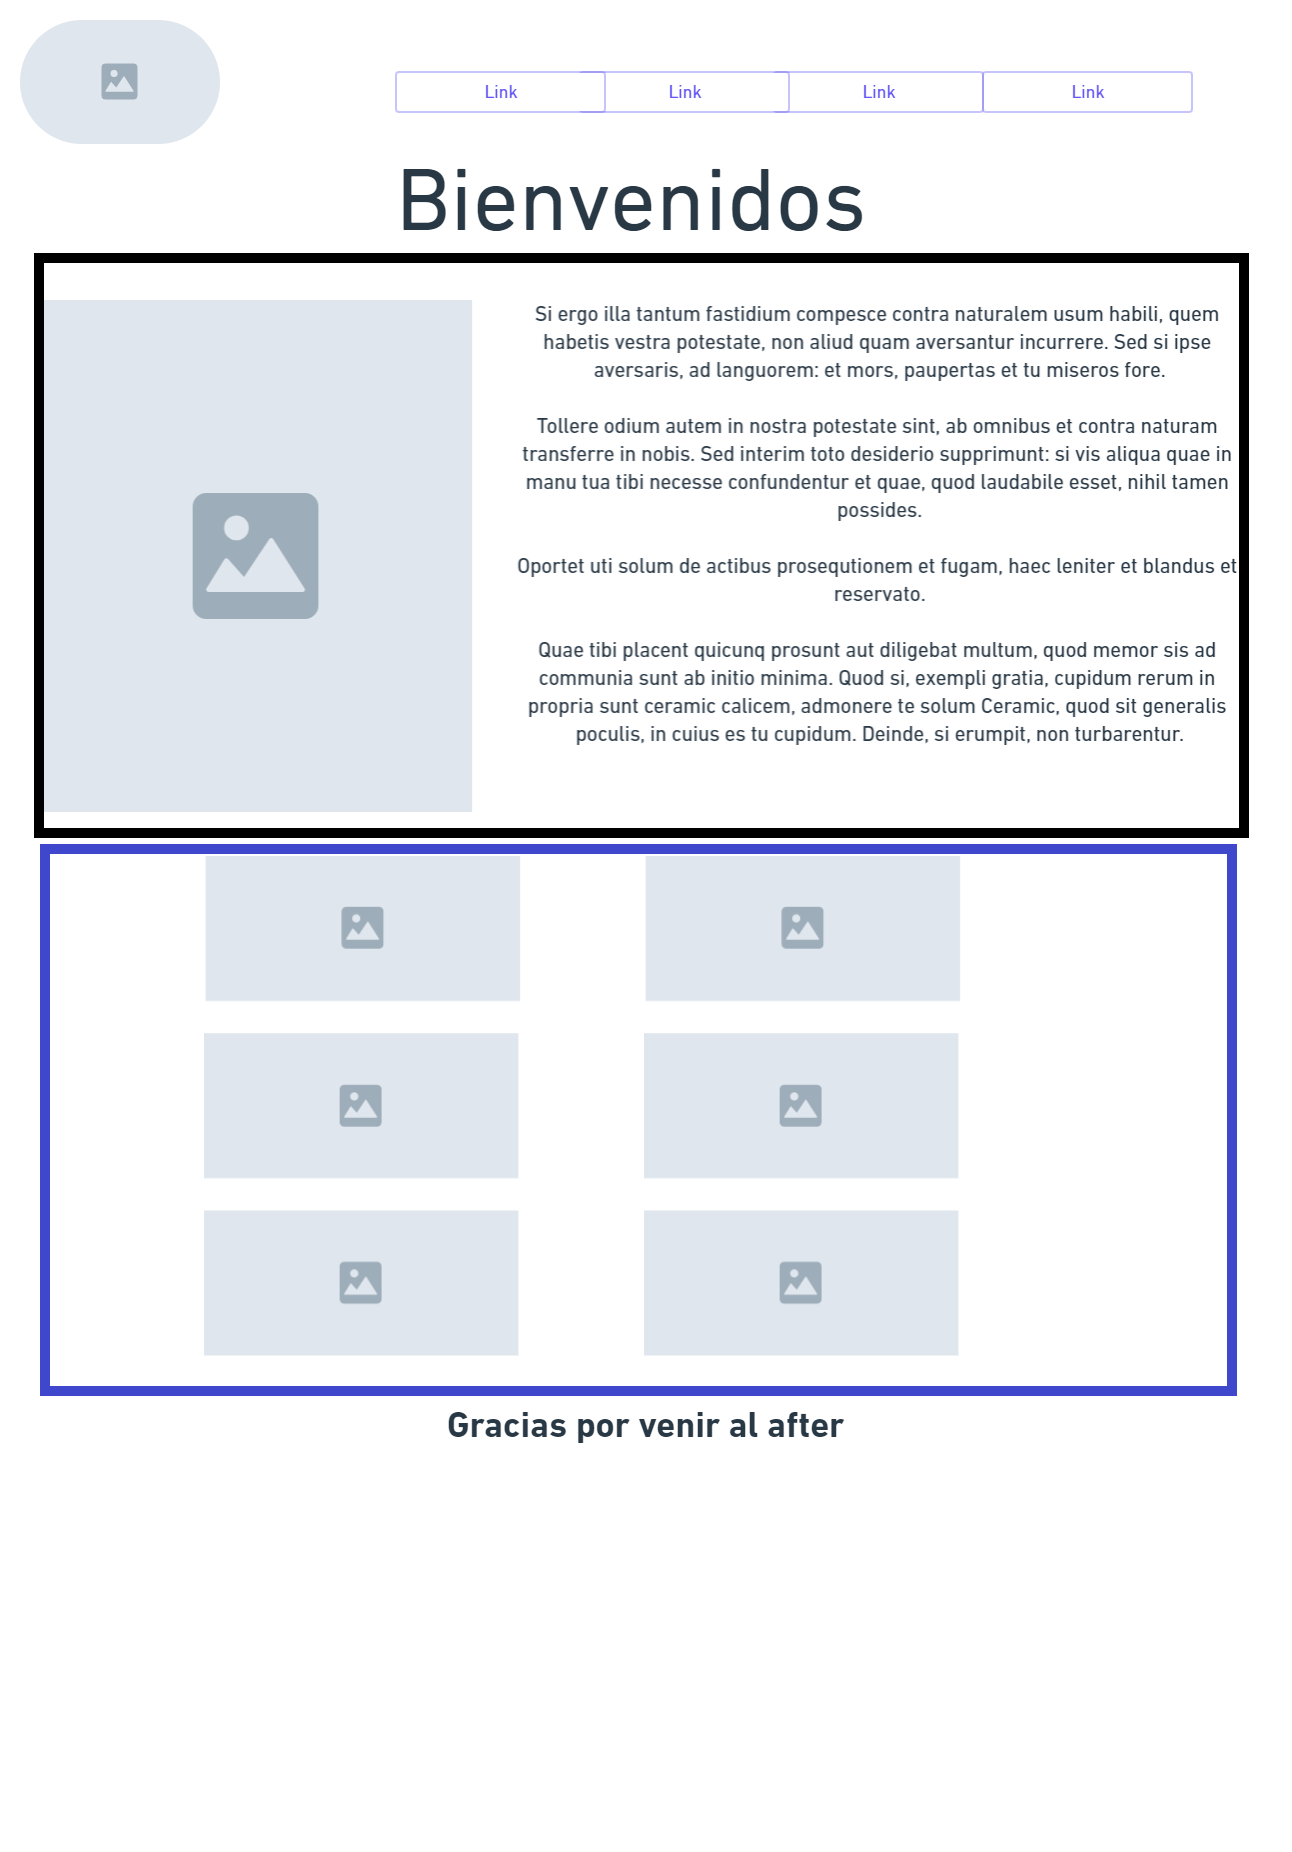 Link Link Link Link
Bienvenidos
Si ergo illa tantum fastidium compesce contra naturalem usum habili, quem
habetis vestra potestate, non aliud quam aversantur incurrere. Sed si ipse
aversaris, ad languorem: et mors, paupertas et tu miseros fore.
Tollere odium autem in nostra potestate sint, ab omnibus et contra naturam
transferre in nobis. Sed interim toto desiderio supprimunt: si vis aliqua quae in
manu tua tibi necesse confundentur et quae, quod laudabile esset, nihil tamen
possides.
Oportet uti solum de actibus prosequtionem et fugam, haec leniter et blandus et
reservato.
Quae tibi placent quicunq prosunt aut diligebat multum, quod memor sis ad
communia sunt ab initio minima. Quod si, exempli gratia, cupidum rerum in
propria sunt ceramic calicem, admonere te solum Ceramic, quod sit generalis
poculis, in cuius es tu cupidum. Deinde, si erumpit, non turbarentur.
Gracias por venir al after